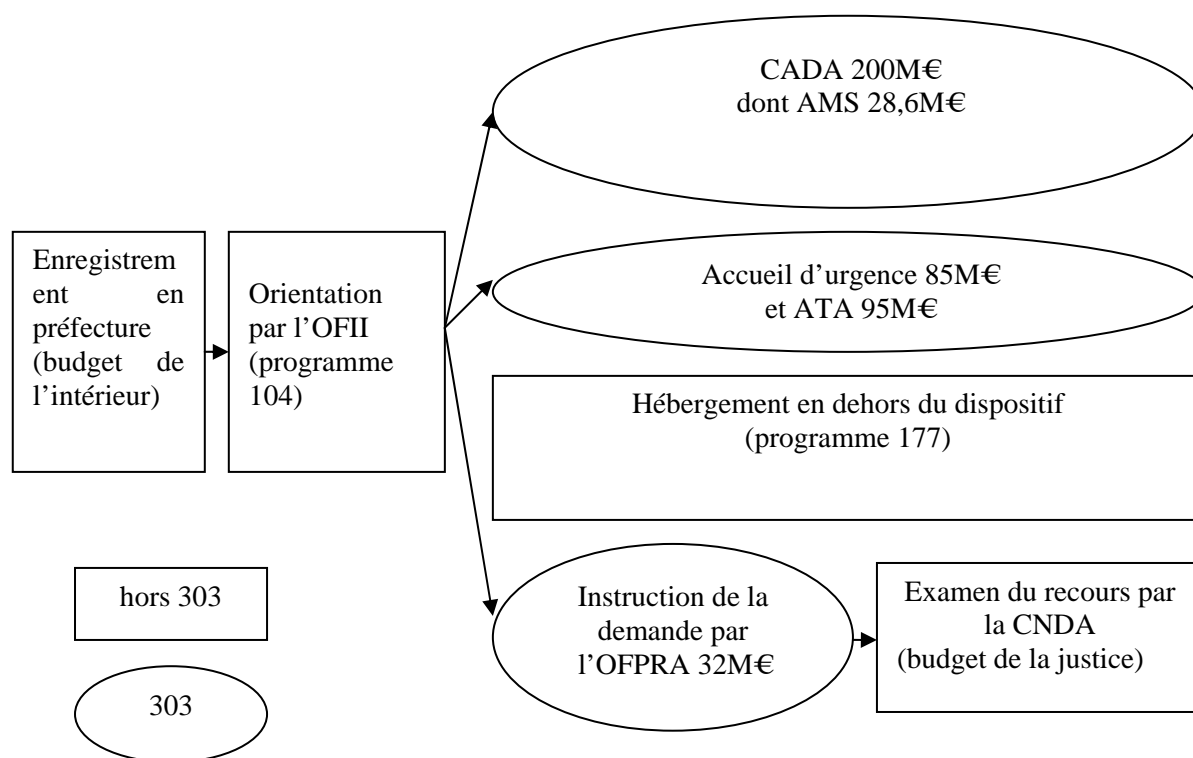 CADA 200M€
dont AMS 28,6M€
Enregistrem
ent en
préfecture
(budget de
l’intérieur)
Orientation
par l’OFII
(programme
104)
Accueil d’urgence 85M€
et ATA 95M€
Hébergement en dehors du dispositif
(programme 177)
Instruction de la
demande par
l’OFPRA 32M€
Examen du recours par
la CNDA
(budget de la justice)
hors 303
303